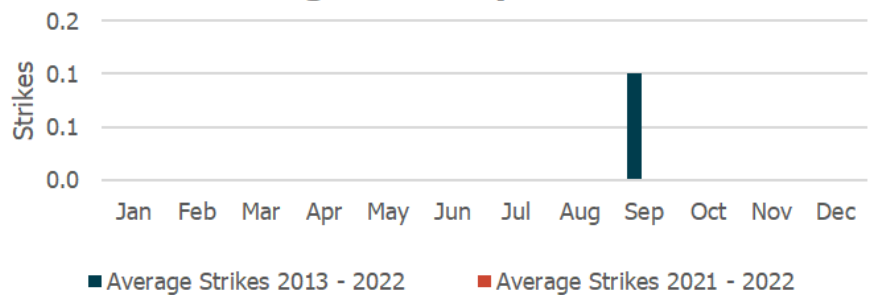 0.2
0.1
0.1
0.0
Strikes
Jan Feb Mar Apr May Jun Jul Aug Sep Oct Nov Dec
Average Strikes 2013 - 2022 Average Strikes 2021 - 2022